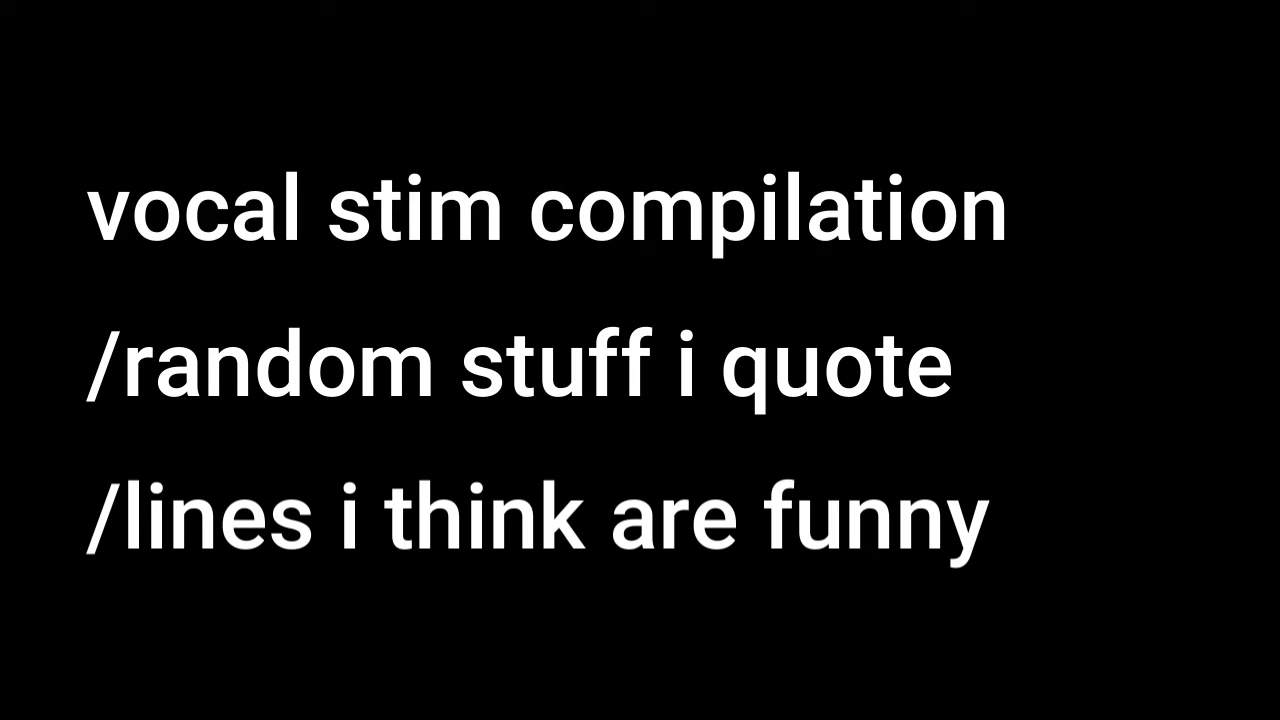 vocal stim compilation
/random stuff i quote
/lines i think are funny